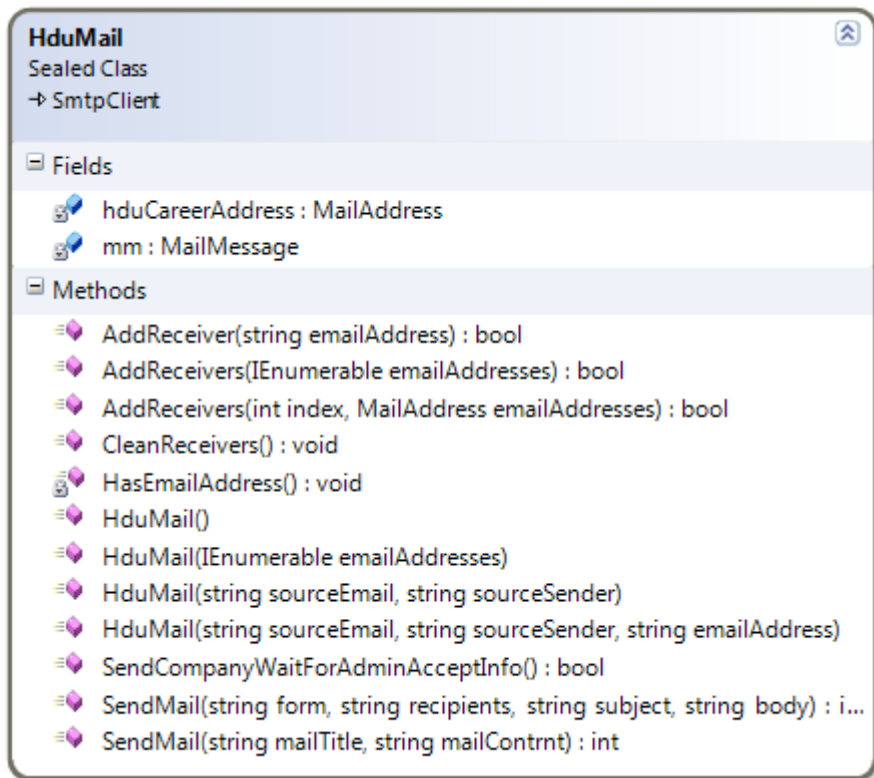 HduMail
Sealed Class
SmtpClient
Fields
hduCareerAddress : MailAddress
mm : MailMessage
Methods
AddReceiver(string emailAddress) : bool
AddReceivers(IEnumerable emailAddresses) : bool
AddReceivers(int index, MailAddress emailAddresses) : bool
CleanReceivers() : void
HasEmailAddress() : void
HduMail()
HduMail(IEnumerable emailAddresses)
HduMail(string sourceEmail, string sourceSender)
HduMail(string sourceEmail, string sourceSender, string emailAddress)
SendCompanyWaitForAdminAcceptInfo() : bool
SendMail(string form, string recipients, string subject, string body) : i...
SendMail(string mailTitle, string mailContrnt) : int